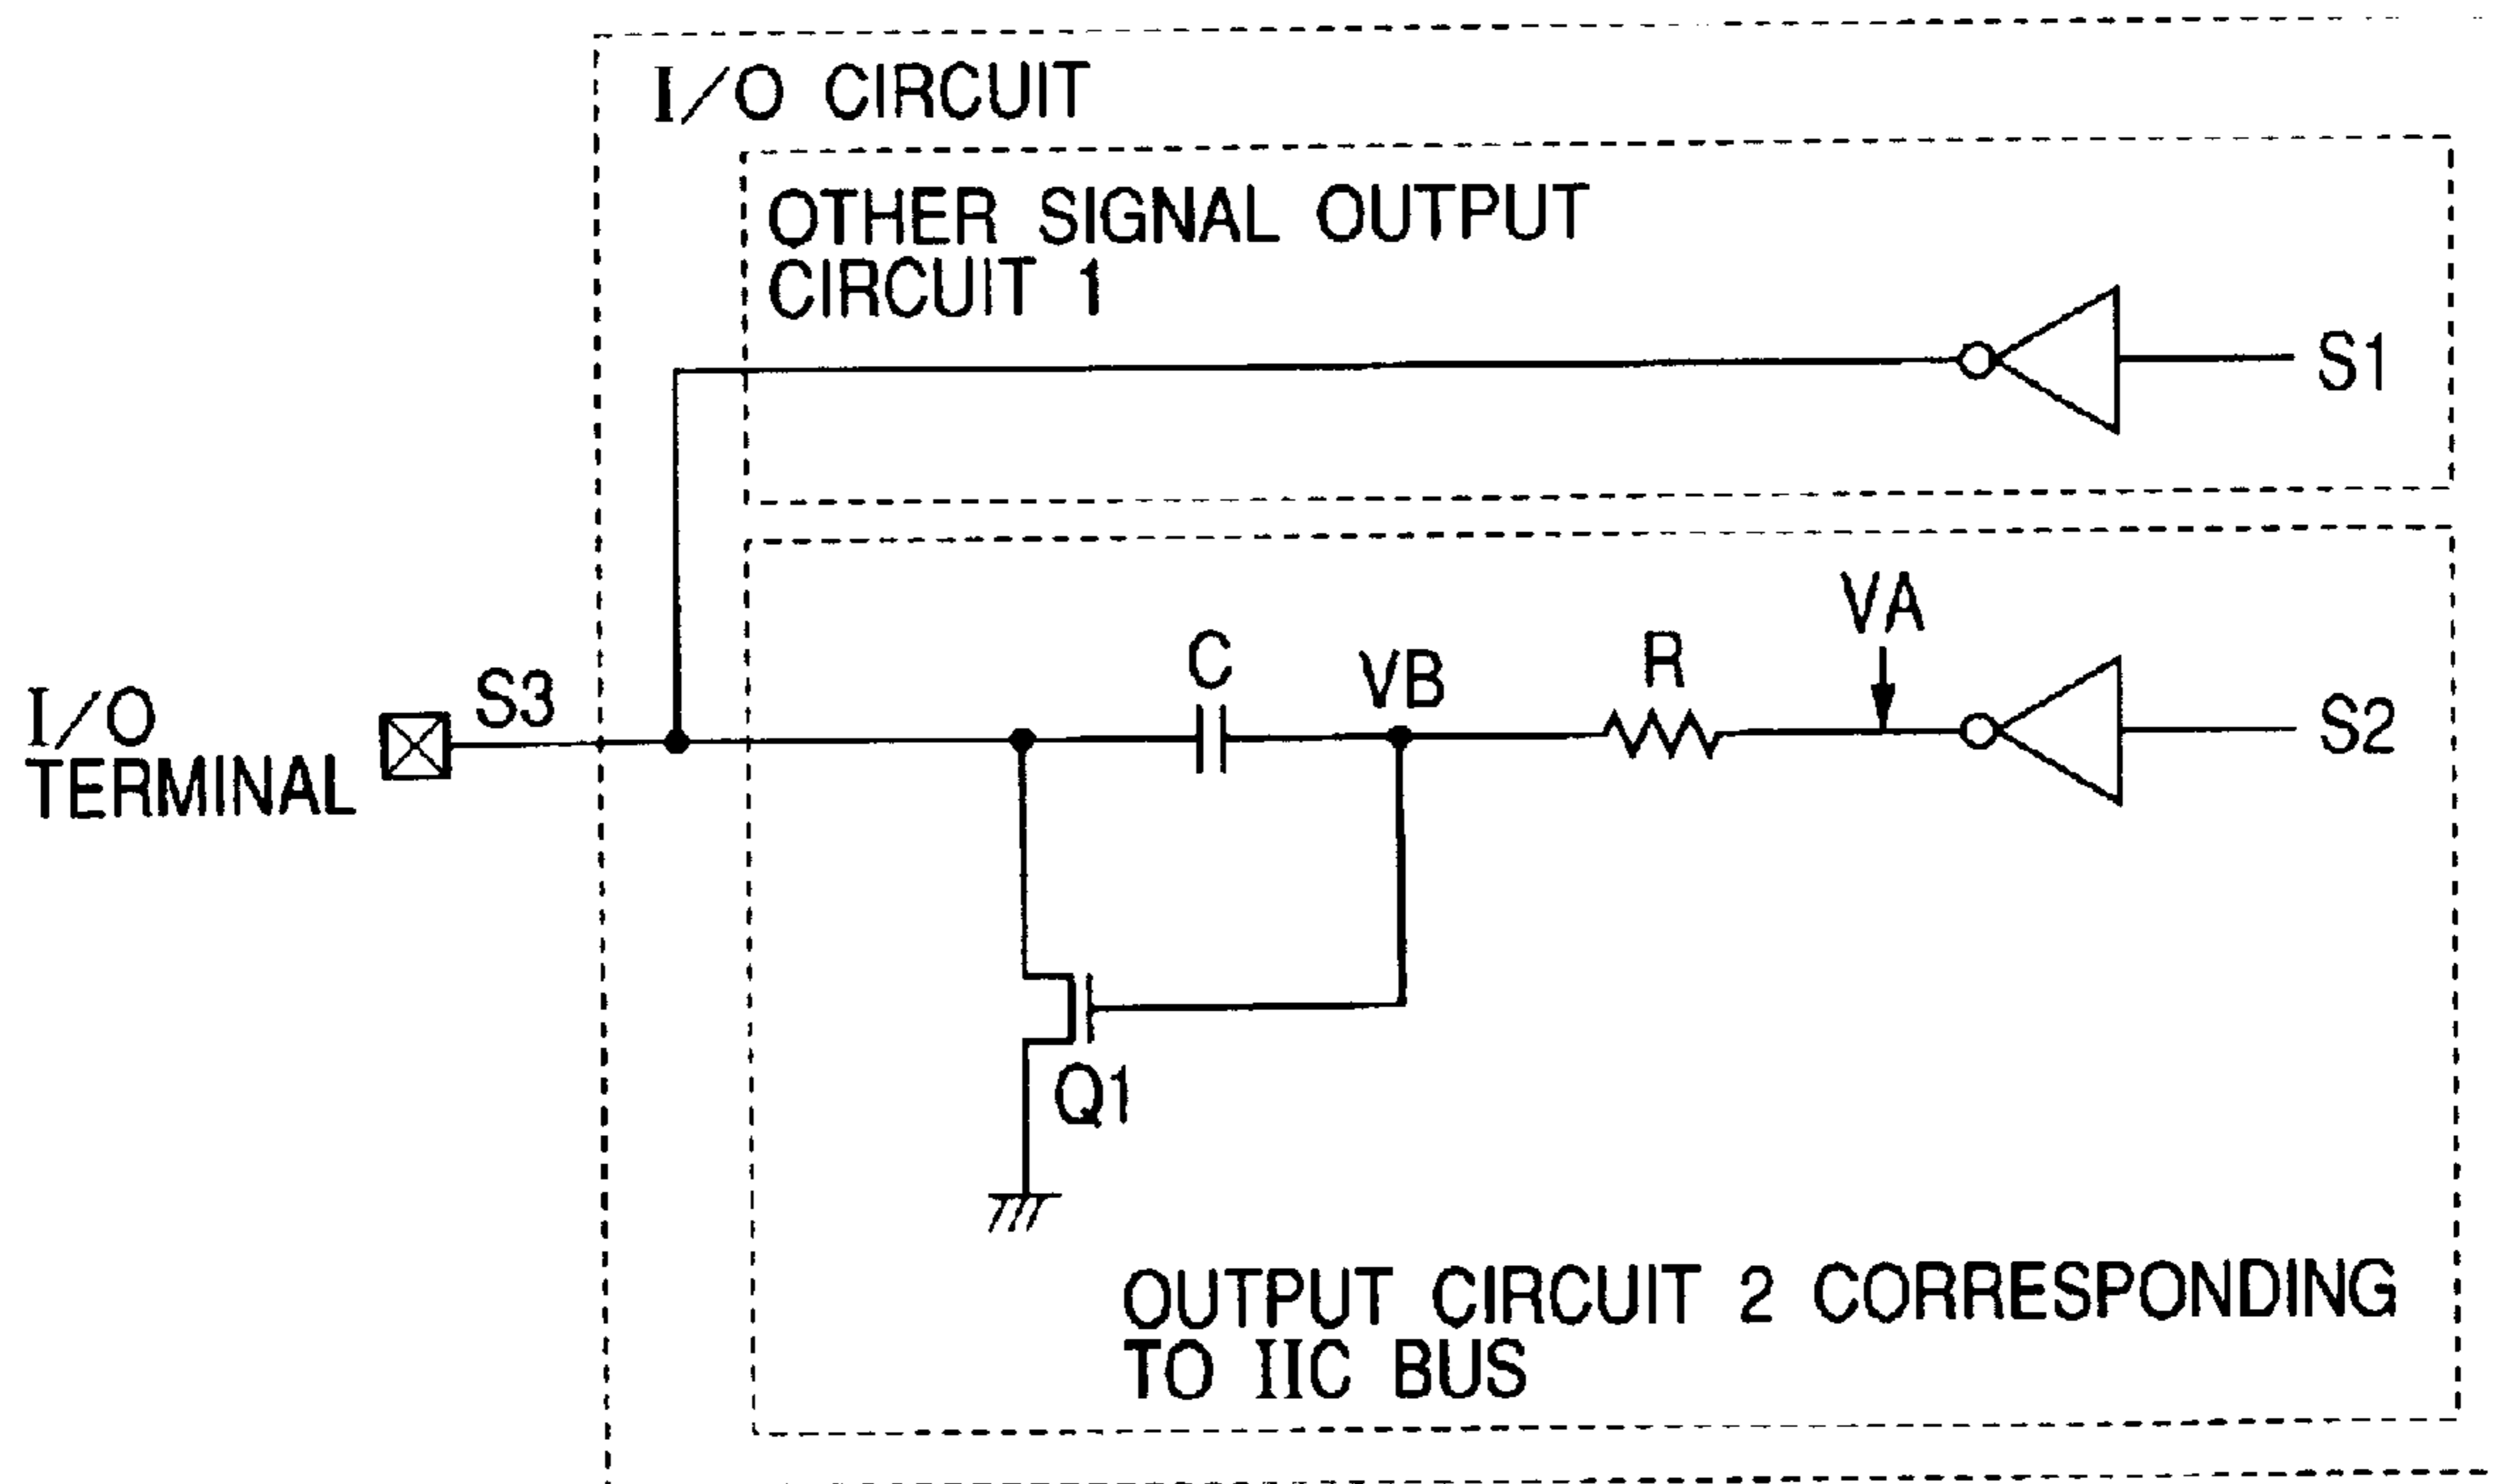 I/O CIRCUIT
OTHER SIGNAL OUTPUT
CIRCUIT 1
S1
VA
C
VB
R
S3
I/O
TERMINAL
S2
Q1
OUTPUT CIRCUIT 2 CORRESPONDING
TO IIC BUS